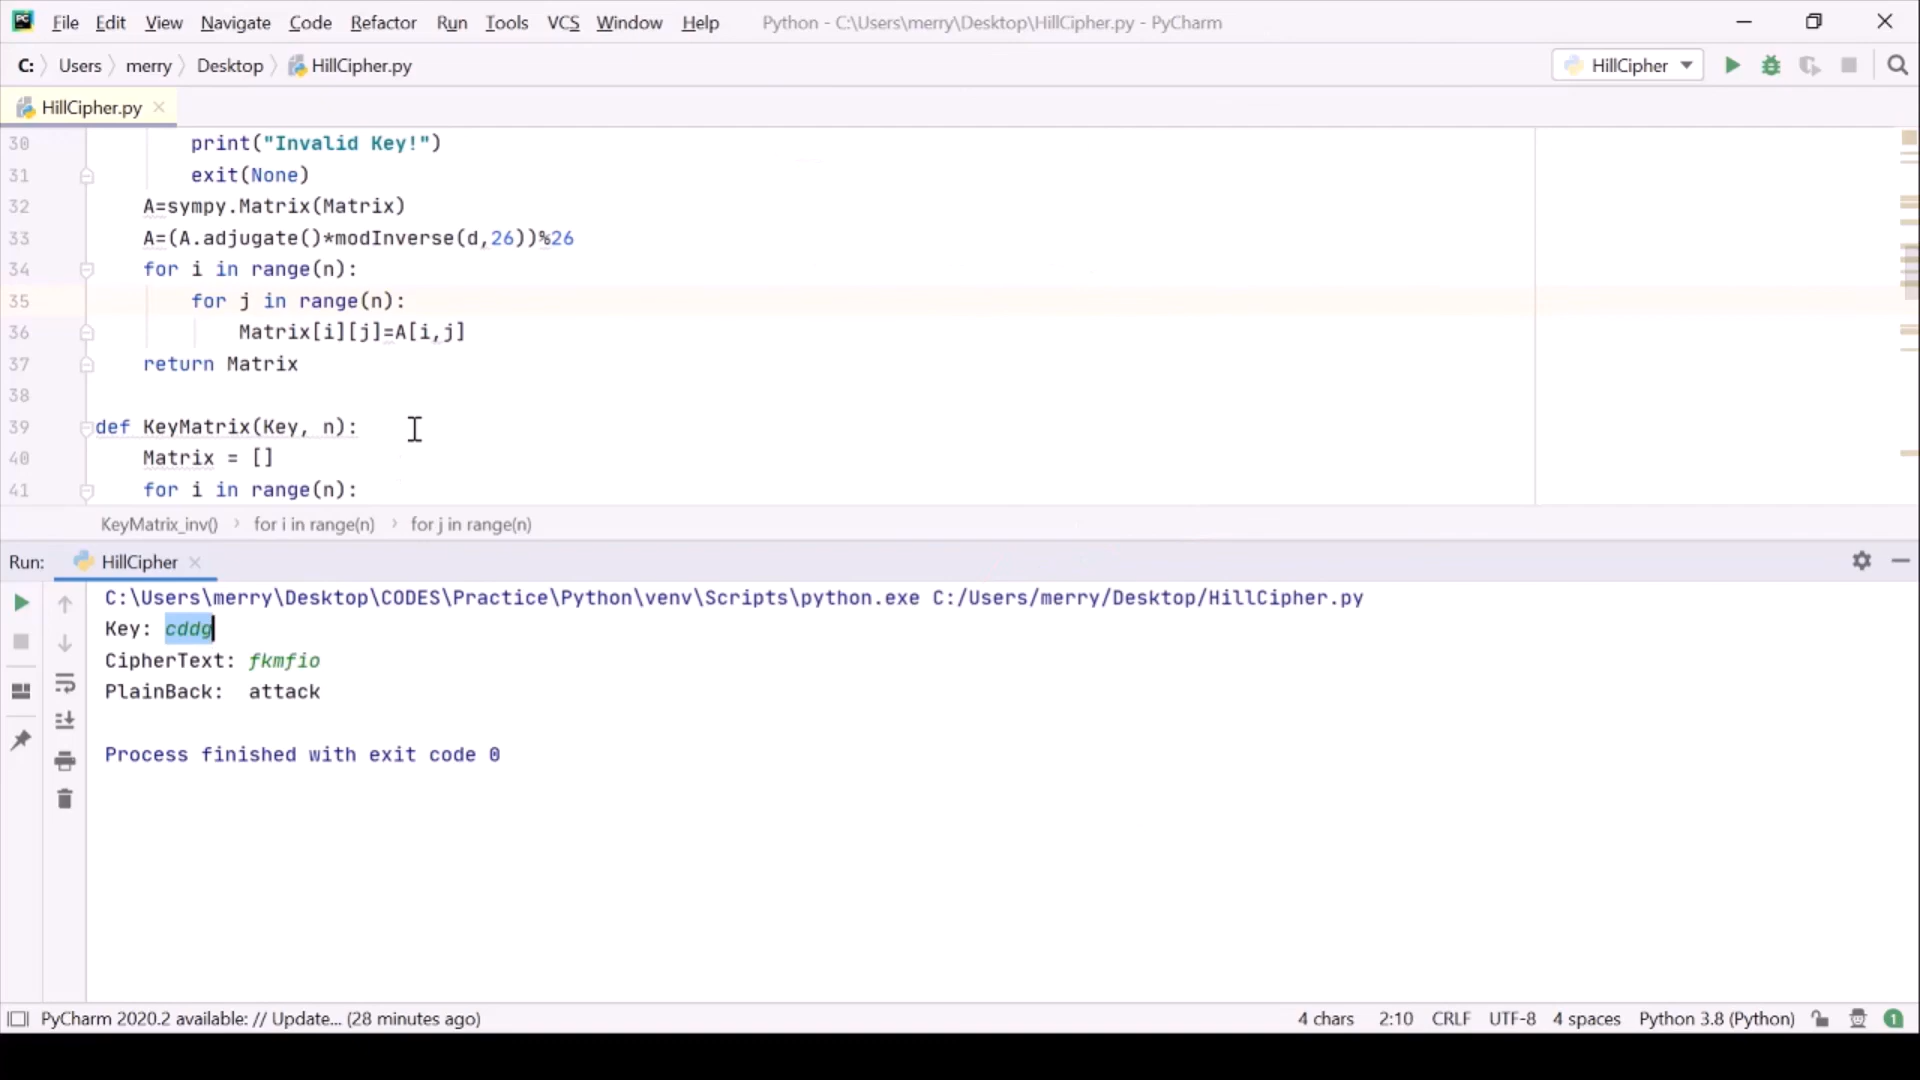 PC File Edit View Navigate Code Refactor Run Tools VCS Window Help Python - C:\Users\merry\Desktop\HillCipher.py - PyCharm
C: Users merry Desktop HillCipher.py HillCipher
HillCipher.py
30 print("Invalid Key!")
31 exit(None)
32 A=sympy.Matrix(Matrix)
33 A=(A.adjugate()*modInverse(d,26))%26
34 for i in range(n):
35 for j in range(n):
36 Matrix[i][j]=A[i,j]
37 return Matrix
38
39 def KeyMatrix(Key, n):
40 Matrix = []
41 for i in range(n):
KeyMatrix_inv() › for i in range(n) › for j in range(n)
Run: HillCipher
C:\Users\merry\Desktop\CODES\Practice\Python\venv\Scripts\python.exe C:/Users/merry/Desktop/HillCipher.py
Key: cddg
CipherText: fkmfio
PlainBack: attack
Process finished with exit code 0
PyCharm 2020.2 available: // Update... (28 minutes ago) 4 chars 2:10 CRLF UTF-8 4 spaces Python 3.8 (Python) 1